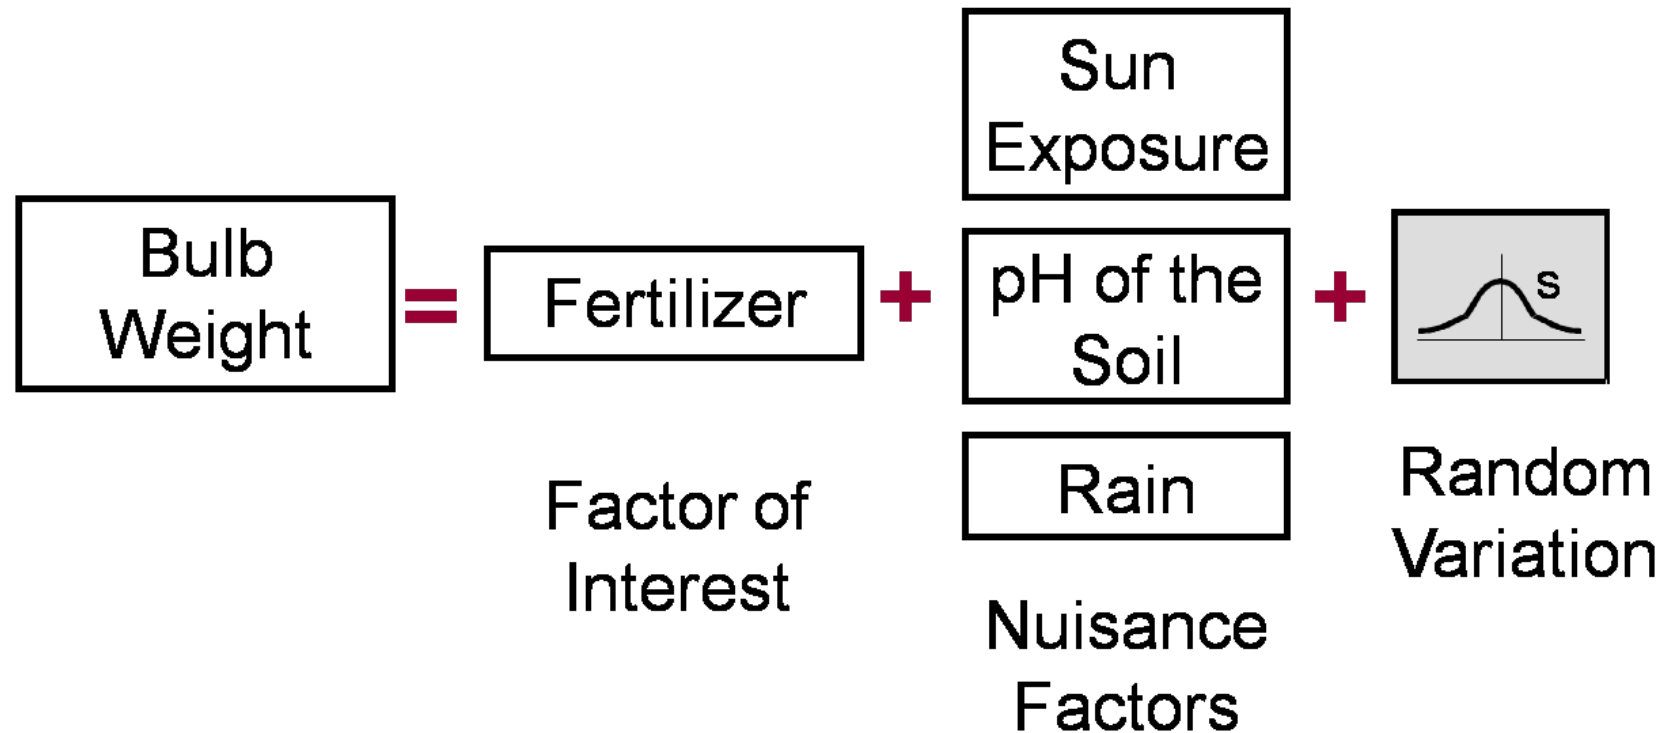 Bulb
Weight
=
Fertilizer
Factor of
Interest
+
Sun
Exposure
pH of the
Soil
Rain
Nuisance
Factors
+
s
Random
Variation